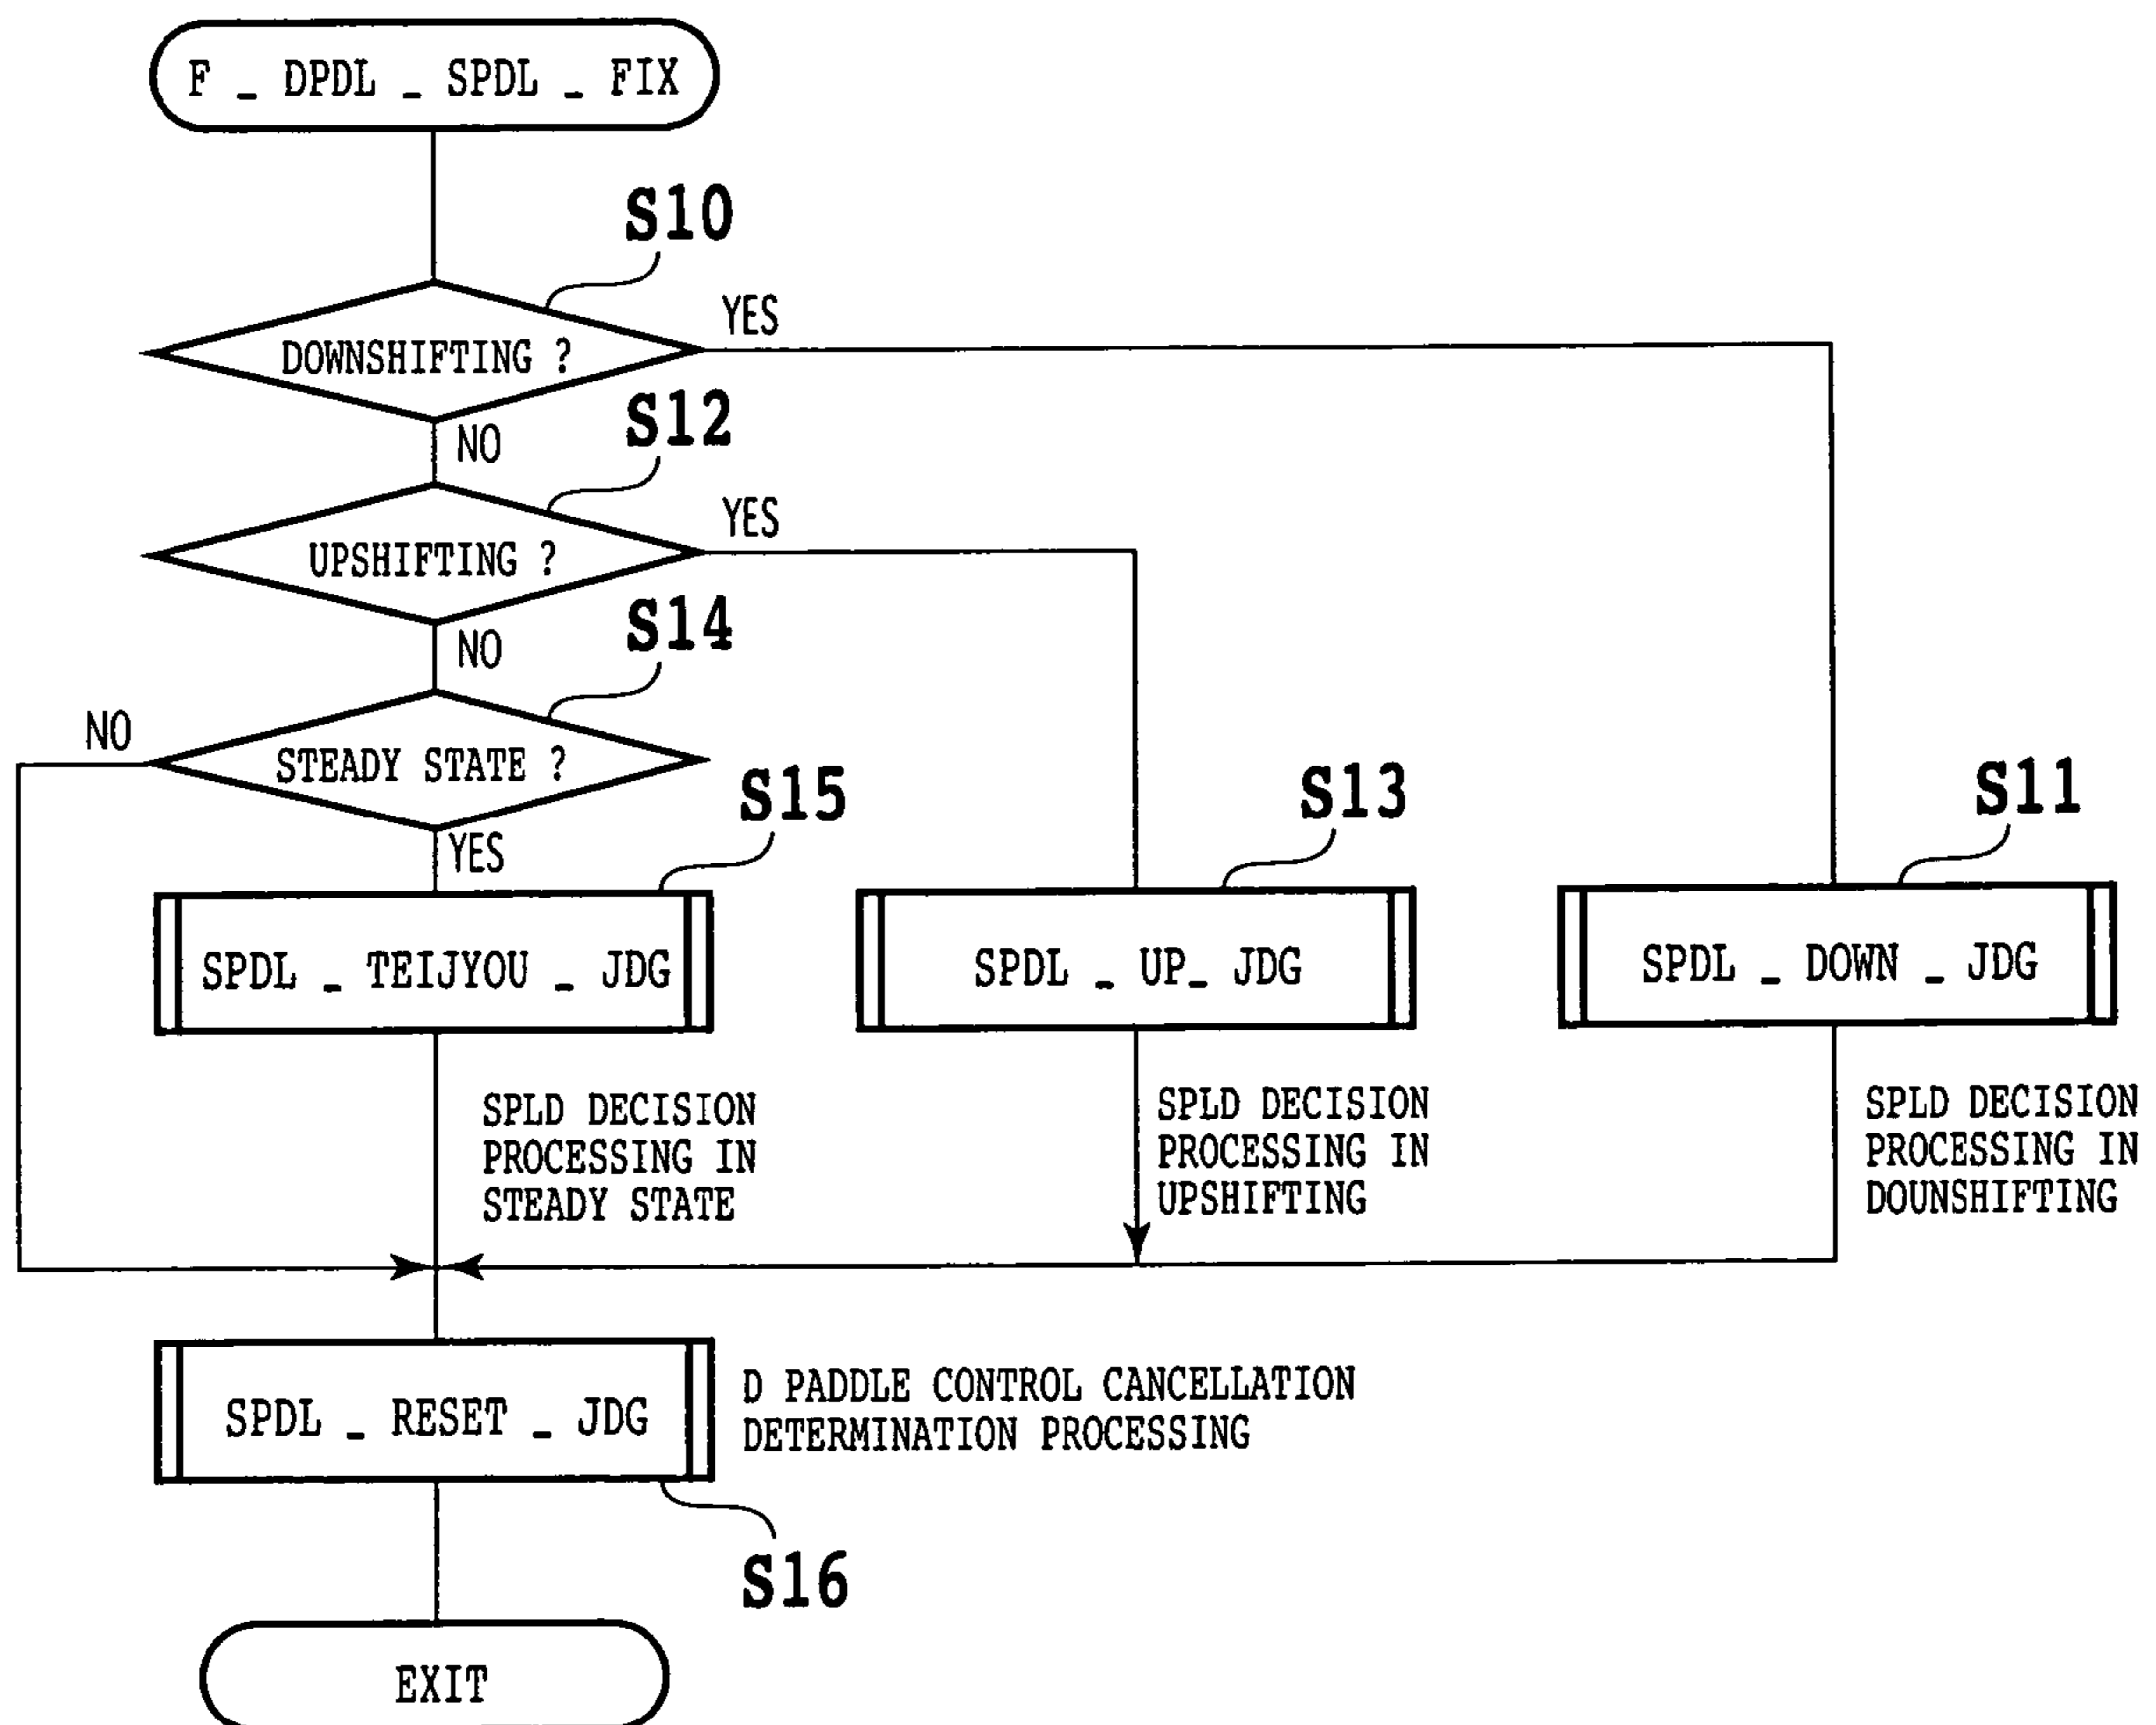 F _ DPDL _ SPDL _ FIX
S10
DOWNSHIFTING ?
YES
NO
S12
UPSHIFTING ?
YES
NO
S14
STEADY STATE ?
NO
YES
S15
SPDL _ TEIJYOU _ JDG
S13
SPDL _ UP_ JDG
S11
SPDL _ DOWN _ JDG
SPLD DECISION
PROCESSING IN
STEADY STATE
SPLD DECISION
PROCESSING IN
UPSHIFTING
SPLD DECISION
PROCESSING IN
DOUNSHIFTING
SPDL _ RESET _ JDG
D PADDLE CONTROL CANCELLATION
DETERMINATION PROCESSING
S16
EXIT